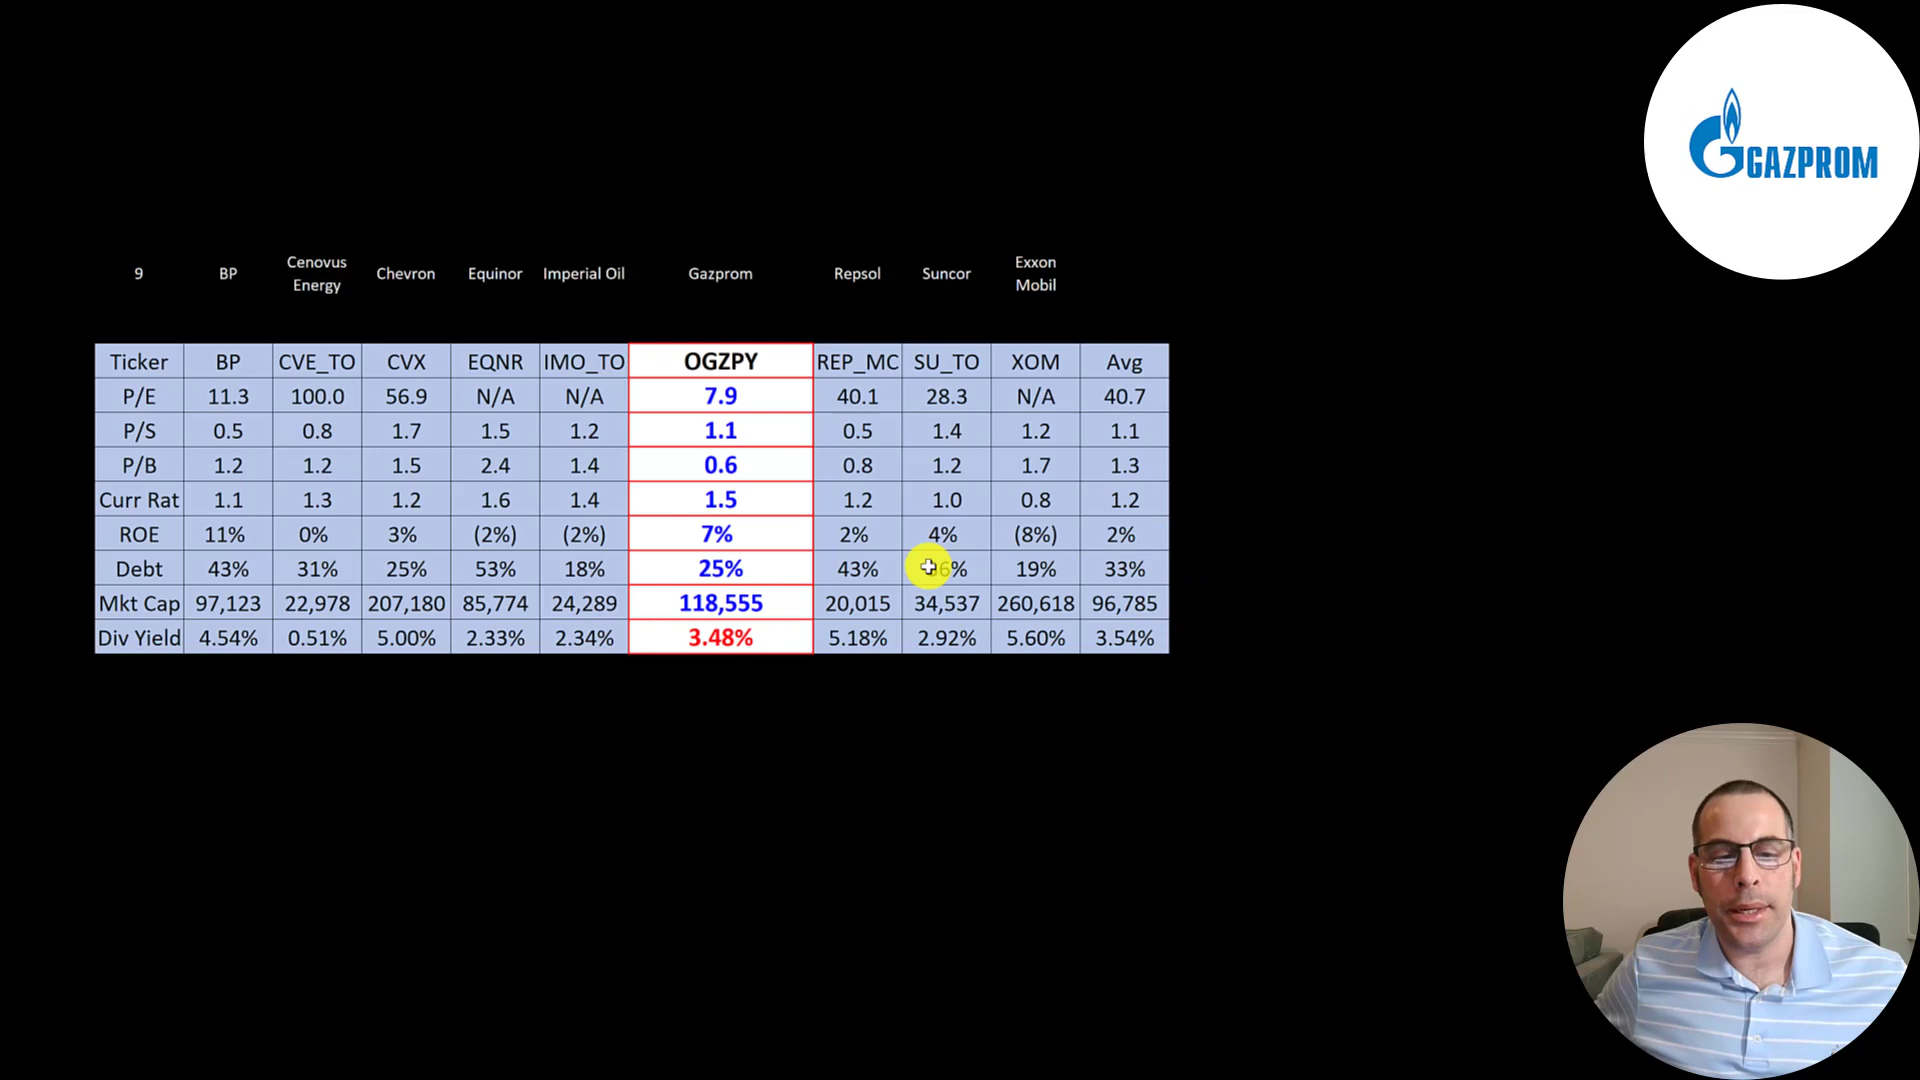 GAZPROM
9 BP Cenovus Energy Chevron Equinor Imperial Oil Gazprom Repsol Suncor Exxon Mobil
Ticker BP CVE_TO CVX EQNR IMO_TO OGZPY REP_MC SU_TO XOM Avg
P/E 11.3 100.0 56.9 N/A N/A 7.9 40.1 28.3 N/A 40.7
P/S 0.5 0.8 1.7 1.5 1.2 1.1 0.5 1.4 1.2 1.1
P/B 1.2 1.2 1.5 2.4 1.4 0.6 0.8 1.2 1.7 1.3
Curr Rat 1.1 1.3 1.2 1.6 1.4 1.5 1.2 1.0 0.8 1.2
ROE 11% 0% 3% (2%) (2%) 7% 2% 4% (8%) 2%
Debt 43% 31% 25% 53% 18% 25% 43% 19% 33%
Mkt Cap 97,123 22,978 207,180 85,774 24,289 118,555 20,015 34,537 260,618 96,785
Div Yield 4.54% 0.51% 5.00% 2.33% 2.34% 3.48% 5.18% 2.92% 5.60% 3.54%